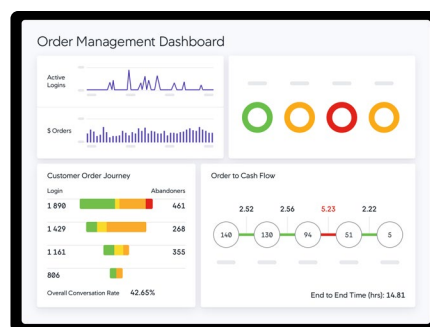 Order Management Dashboard
Active
Logins
$ Orders
Customer Order Journey
Login Abandoners
1 890 461
1 429 268
1 161 355
806
Overall Conversation Rate 42.65%
Order to Cash Flow
2.52 2.56 5.23 2.22
140 130 94 51 5
End to End Time (hrs): 14.81